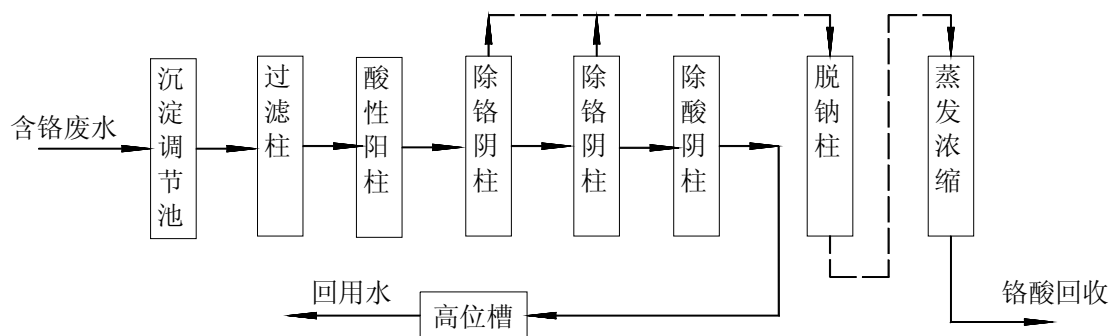 含铬废水
沉淀调节池
过滤柱
酸性阳柱
除铬阴柱
除铬阴柱
除酸阴柱
脱钠柱
蒸发浓缩
回用水
高位槽
铬酸回收